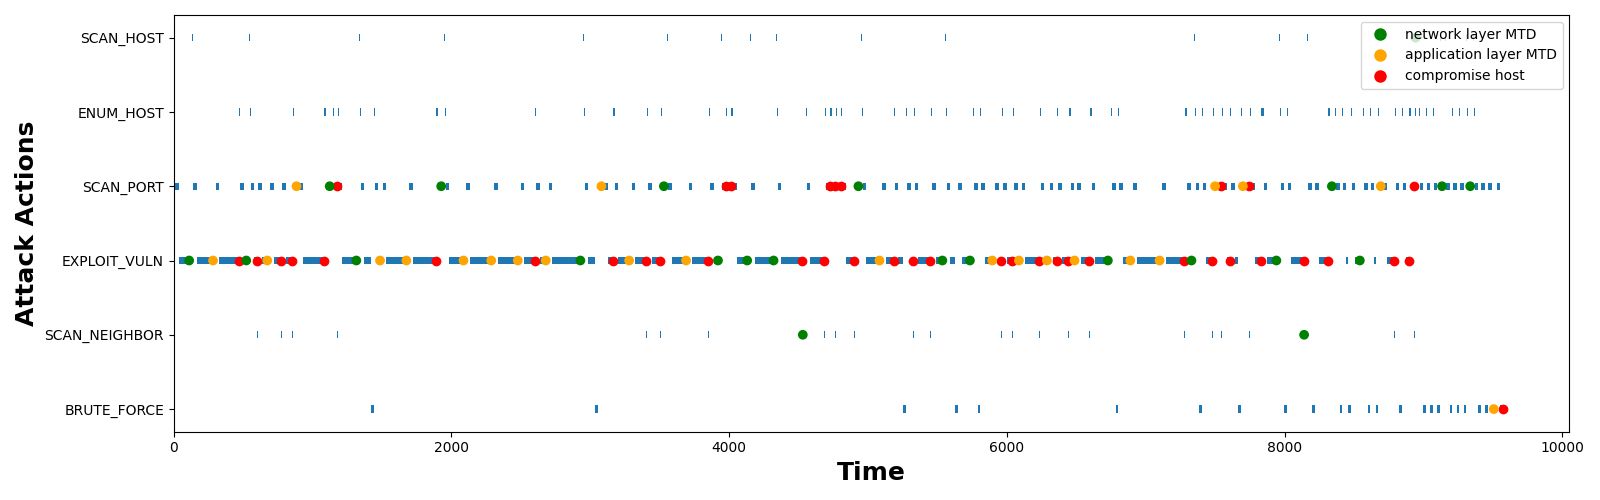 SCAN_HOST
ENUM_HOST
SCAN_PORT
EXPLOIT_VULN
SCAN_NEIGHBOR
BRUTE_FORCE
Attack Actions
network layer MTD
application layer MTD
compromise host
0 2000 4000 6000 8000 10000
Time